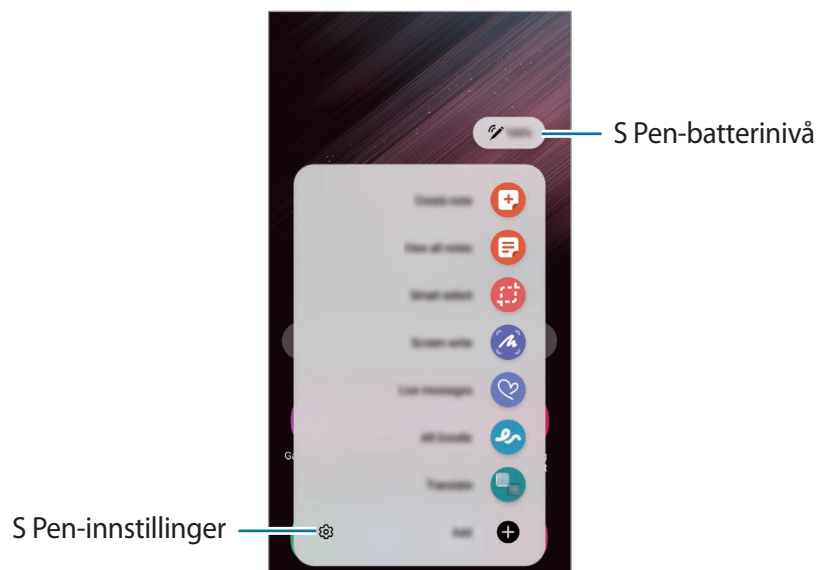 S Pen-batterinivå
Create note
View all notes
Smart select
Screen write
Live messages
AR Doodle
Translate
S Pen-innstillinger
Add